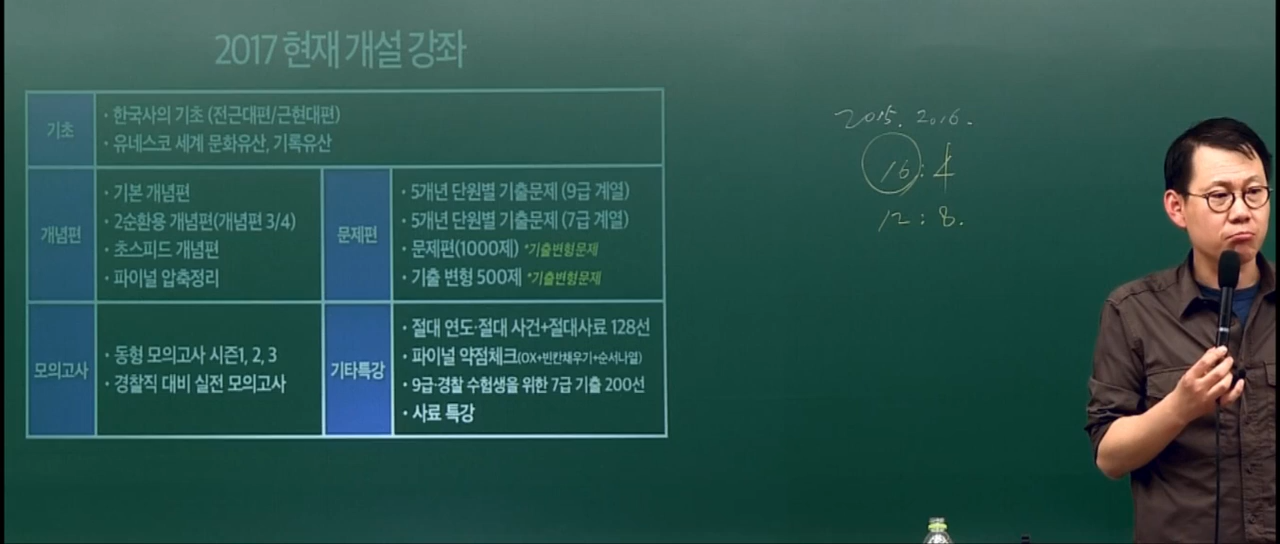 2017 현재 개설 강좌
기초
· 한국사의 기초 (전근대편/근현대편)
· 유네스코 세계 문화유산, 기록유산
개념편
· 기본 개념편
· 2순환용 개념편(개념편 3/4)
· 초스피드 개념편
· 파이널 압축정리
문제편
· 5개년 단원별 기출문제 (9급 계열)
· 5개년 단원별 기출문제 (7급 계열)
· 문제편(1000제) *기출변형문제
· 기출 변형 500제 *기출변형문제
모의고사
· 동형 모의고사 시즌1, 2, 3
· 경찰직 대비 실전 모의고사
기타특강
· 절대 연도·절대 사건+절대사료 128선
· 파이널 약점체크(OX+빈칸채우기+순서나열)
· 9급·경찰 수험생을 위한 7급 기출 200선
· 사료 특강
2015. 2016.
16 : 4
12 : 8.